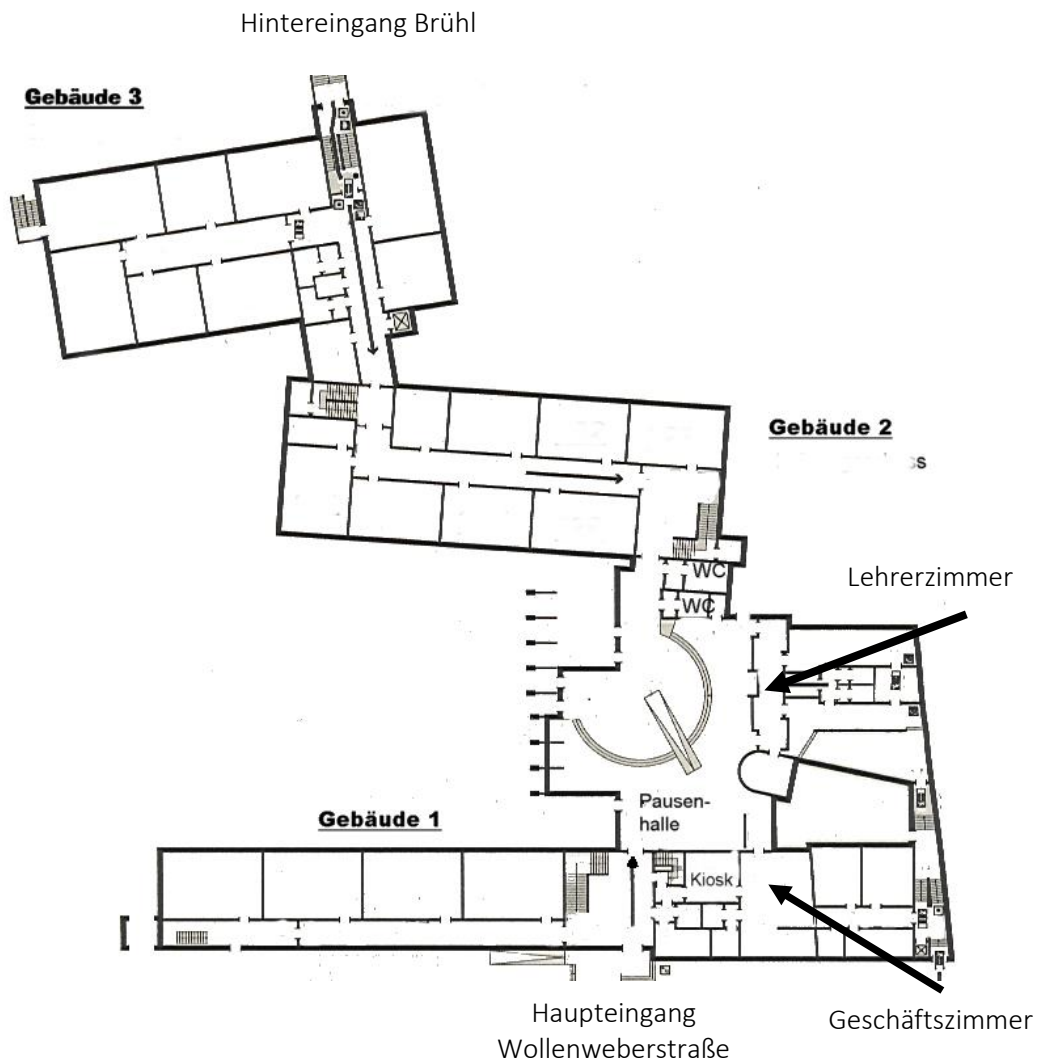 Hintereingang Brühl
Gebäude 3
Gebäude 2
s
Lehrerzimmer
WC
WC
Pausen-
halle
Gebäude 1
Kiosk
Haupteingang
Wollenweberstraße
Geschäftszimmer